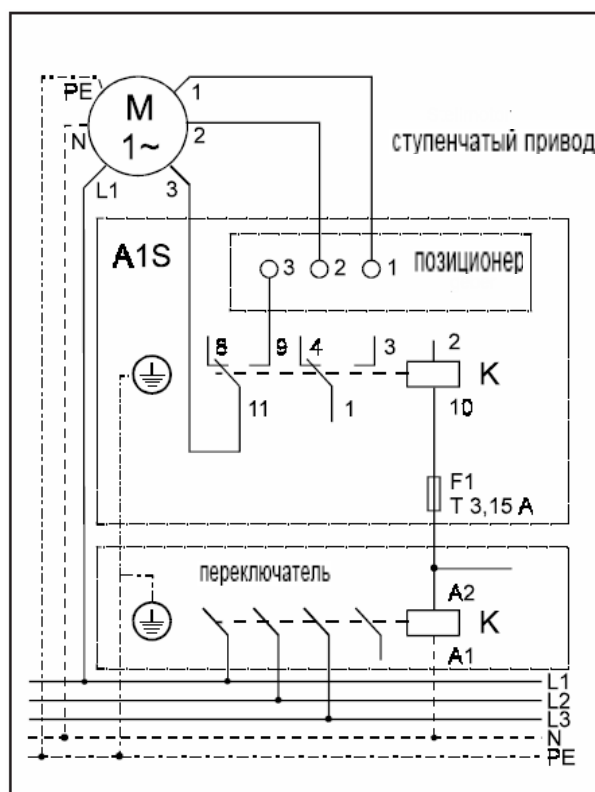 PE
1
M
1~
N
2
L1
3
ступенчатый привод
A1S
3 2 1
позиционер
8 9 4 3 2
K
11 1 10
F1
T 3,15 A
переключатель
A2
K
A1
L1
L2
L3
N
PE